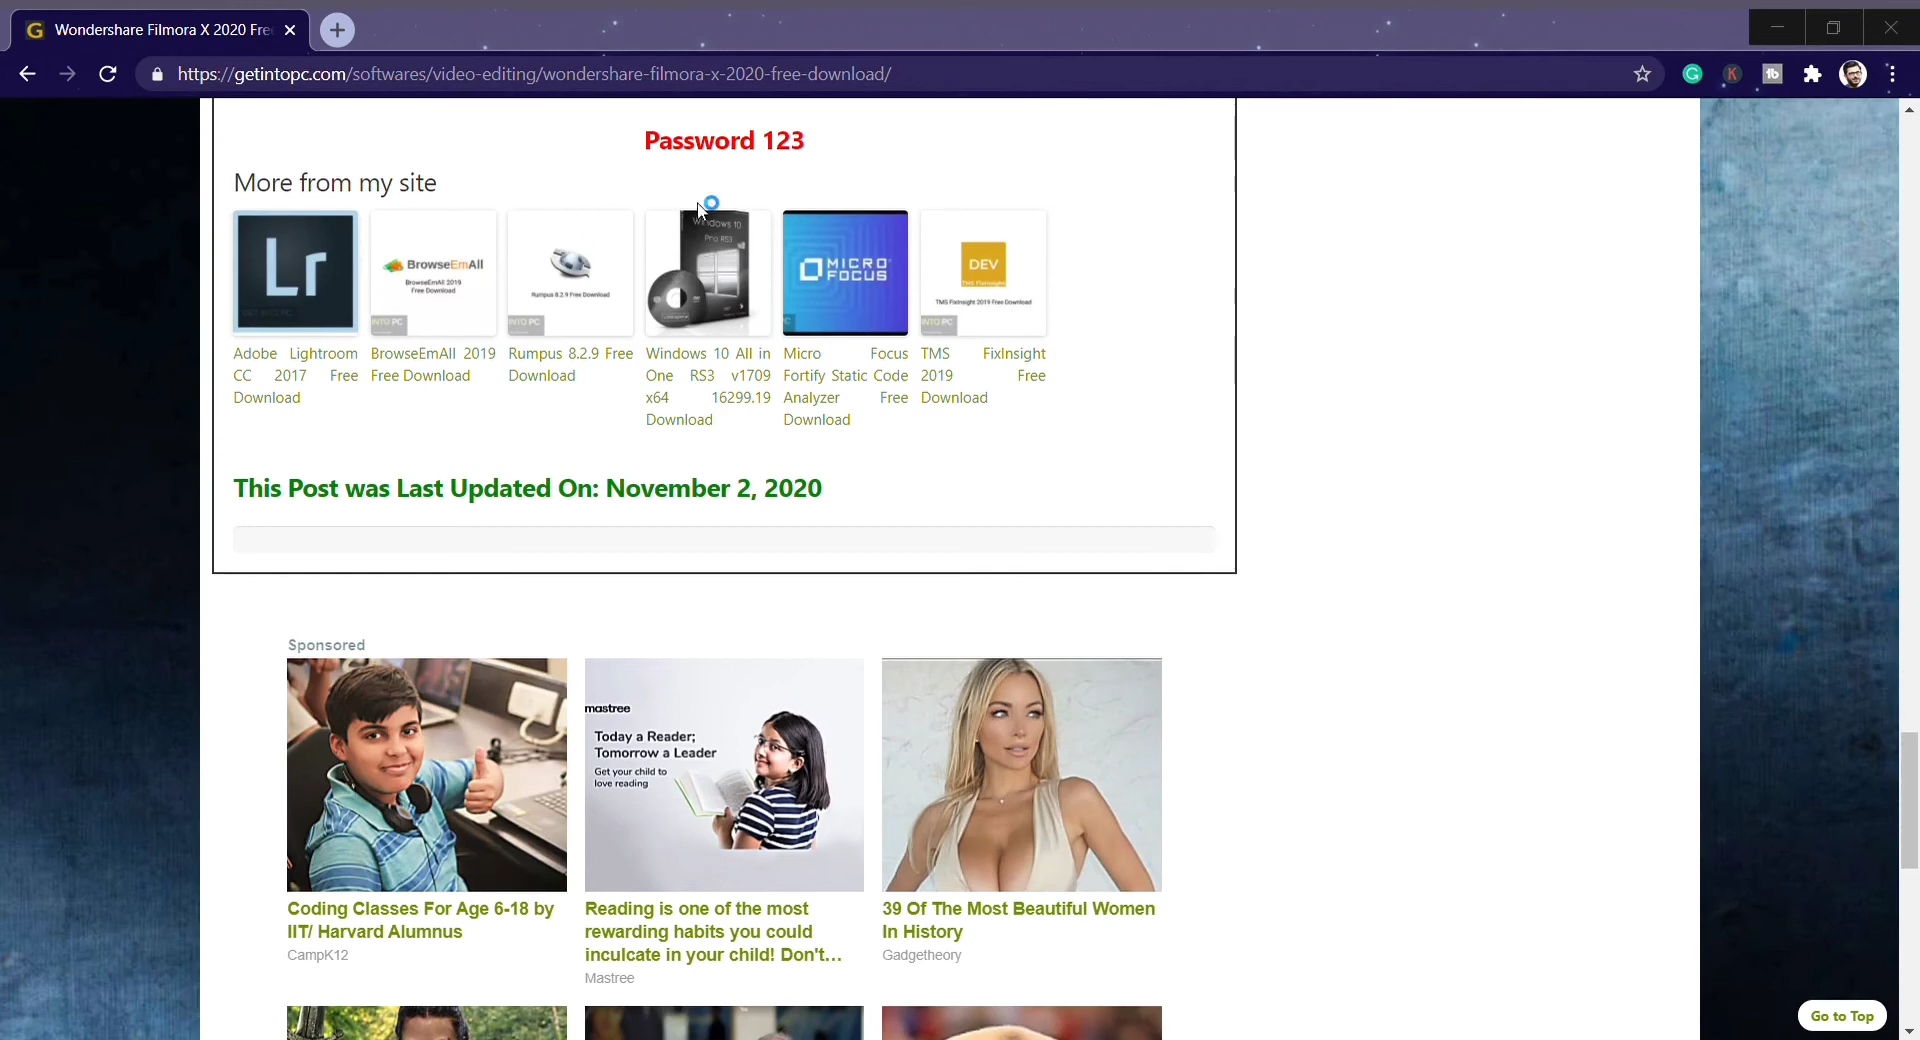 G Wondershare Filmora X 2020 Fre
https://getintopc.com/softwares/video-editing/wondershare-filmora-x-2020-free-download/
Password 123
More from my site
Windows 10
Pro RS3
Lr
BrowseEmAll
BrowseEmAll 2019
Free Download
Rumpus 8.2.9 Free Download
MICRO
FOCUS
DEV
TMS FixInsight
TMS FixInsight 2019 Free Download
GET INTO PC
INTO PC
INTO PC
INTO PC
Adobe Lightroom
CC 2017 Free
Download
BrowseEmAll 2019
Free Download
Rumpus 8.2.9 Free
Download
Windows 10 All in
One RS3 v1709
x64 16299.19
Download
Micro Focus
Fortify Static Code
Analyzer Free
Download
TMS FixInsight
2019 Free
Download
This Post was Last Updated On: November 2, 2020
Sponsored
mastree
Today a Reader;
Tomorrow a Leader
Get your child to
love reading
Coding Classes For Age 6-18 by
IIT/ Harvard Alumnus
CampK12
Reading is one of the most
rewarding habits you could
inculcate in your child! Don't...
Mastree
39 Of The Most Beautiful Women
In History
Gadgetheory
Go to Top